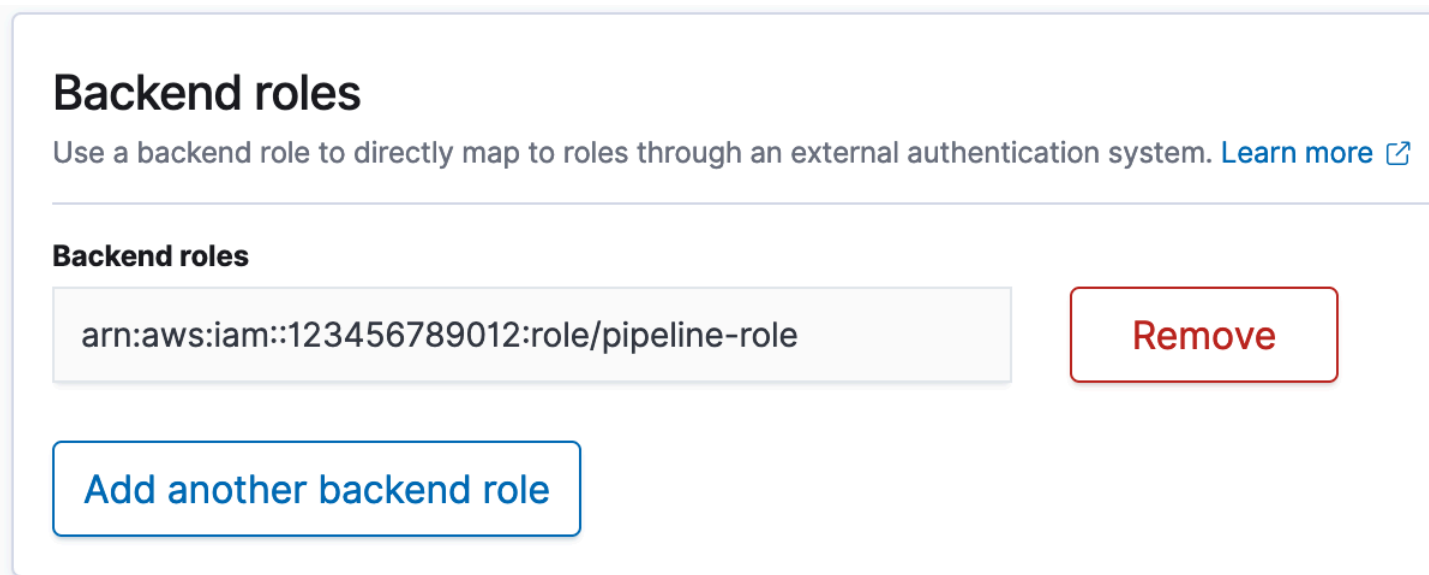 Backend roles
Use a backend role to directly map to roles through an external authentication system. Learn more
Backend roles
arn:aws:iam::123456789012:role/pipeline-role Remove
Add another backend role